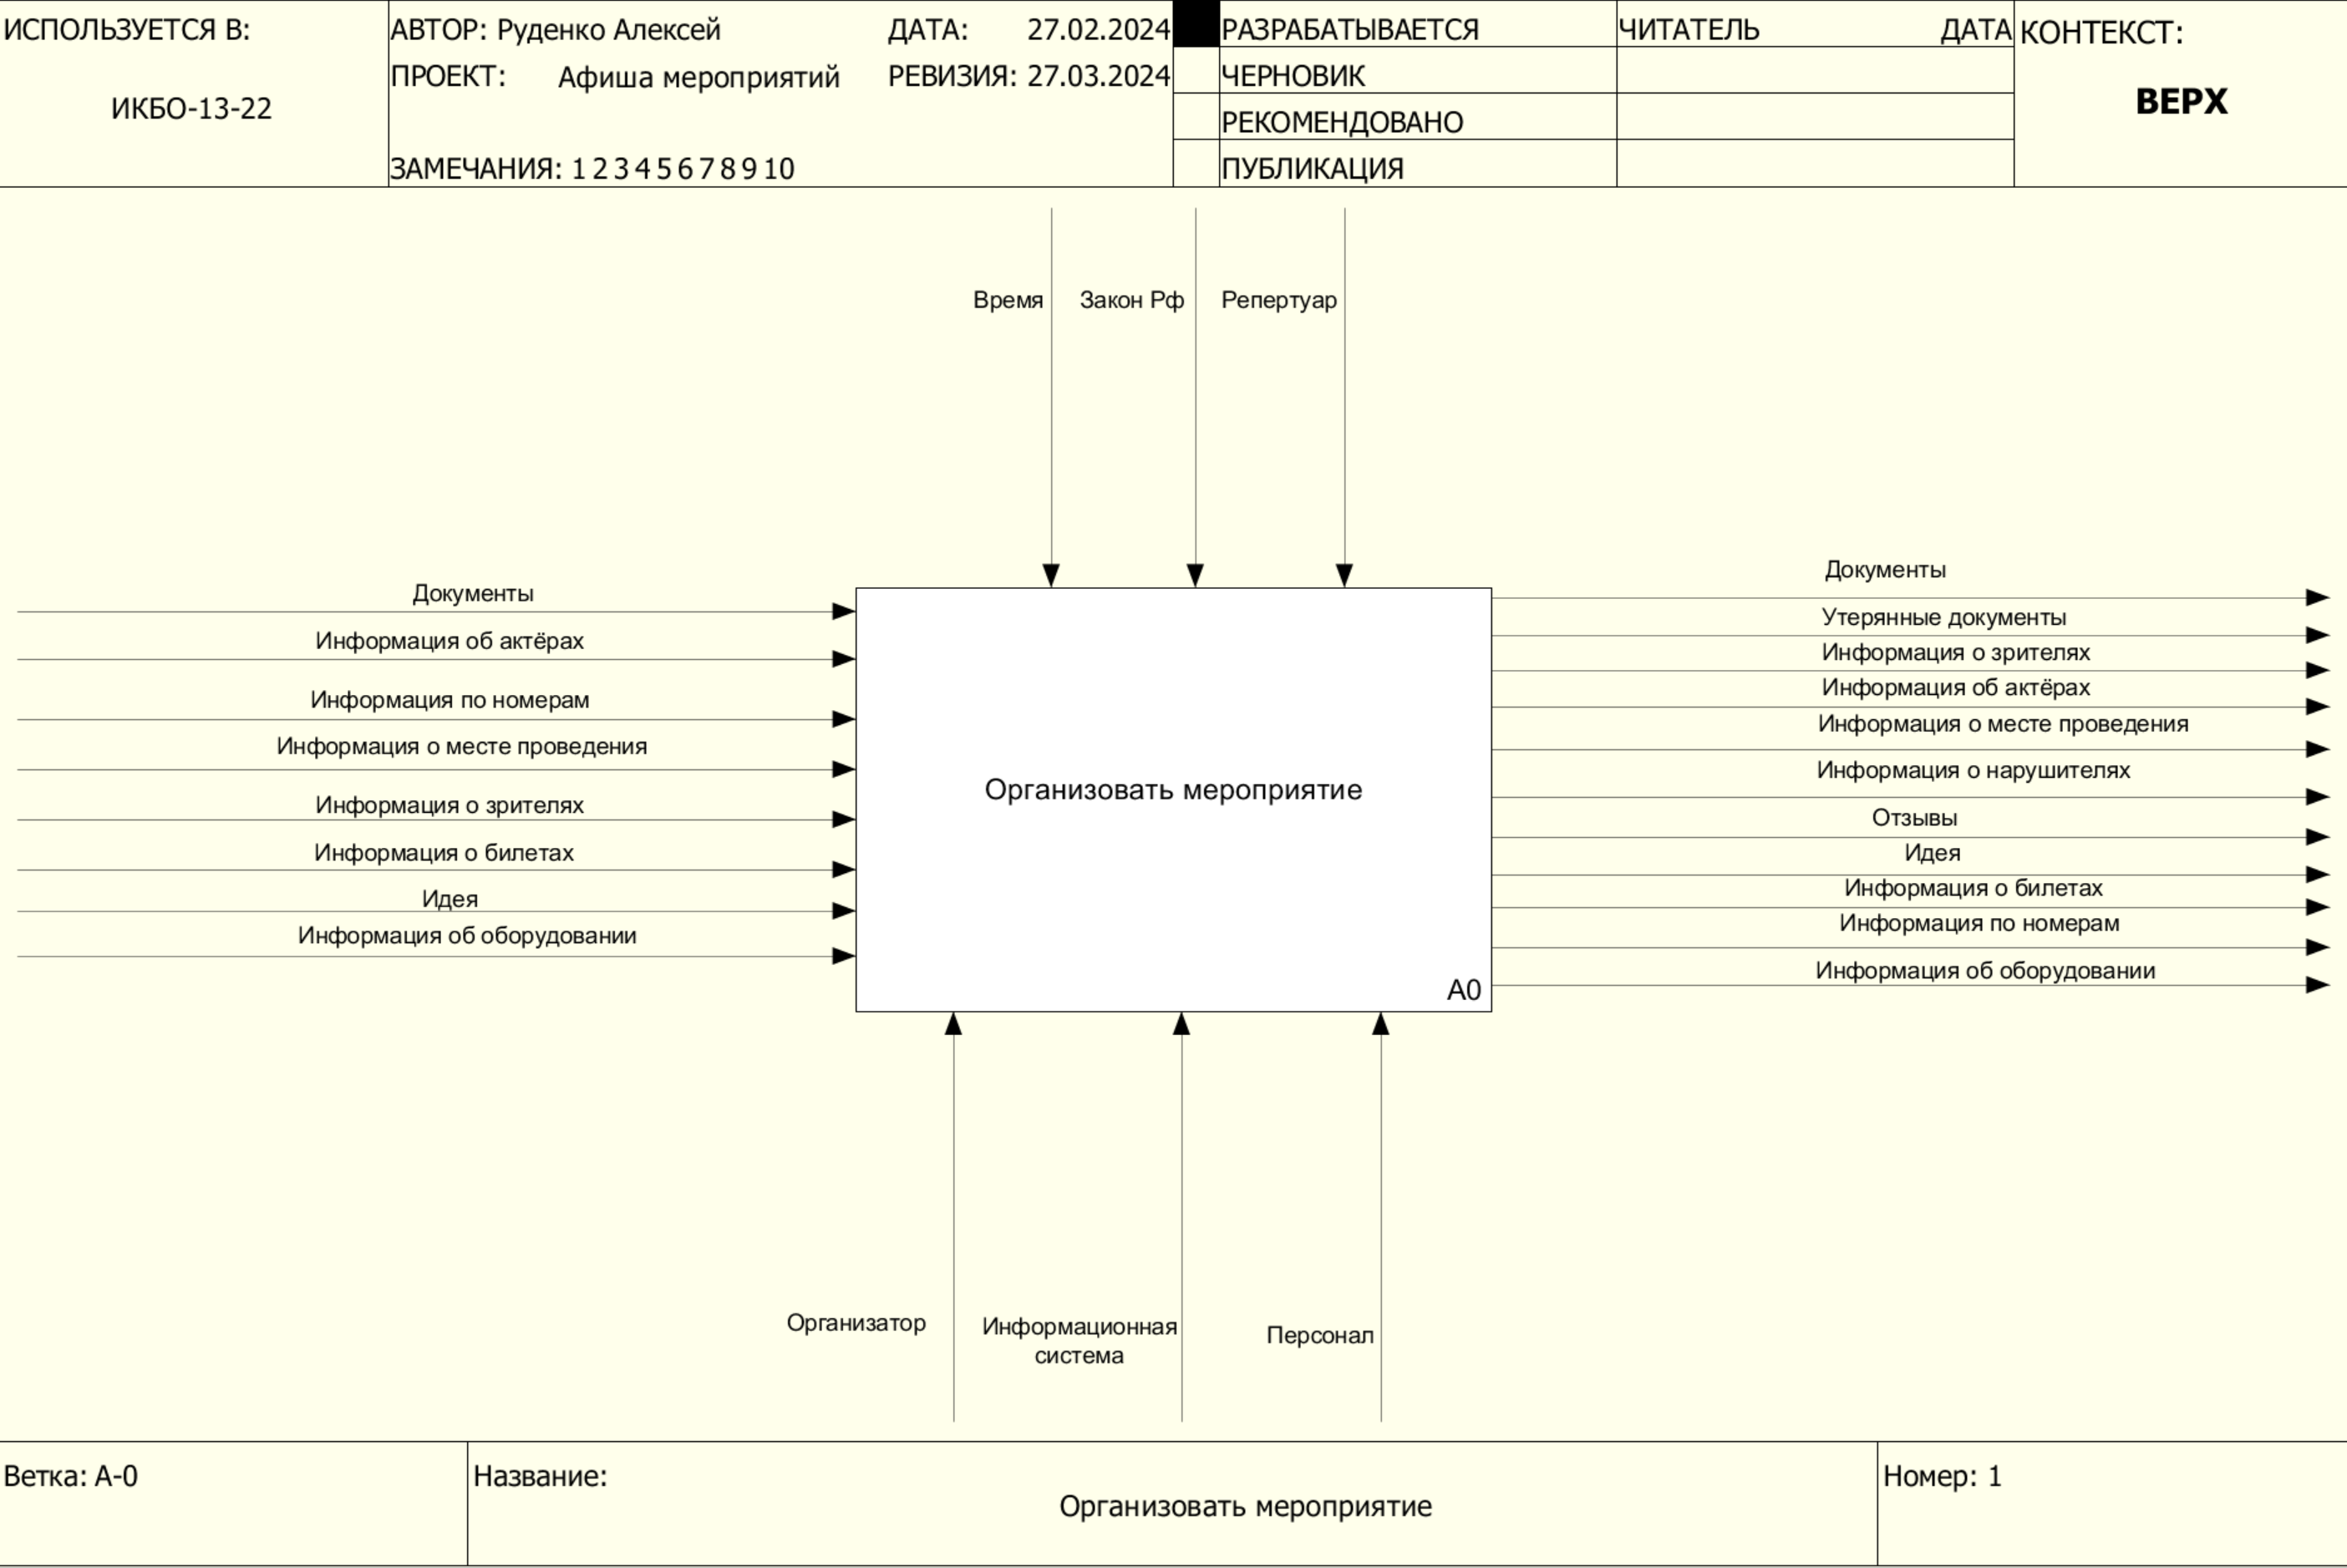 ИСПОЛЬЗУЕТСЯ В:
ИКБО-13-22
АВТОР: Руденко Алексей
ДАТА: 27.02.2024
ПРОЕКТ: Афиша мероприятий
РЕВИЗИЯ: 27.03.2024
ЗАМЕЧАНИЯ: 1 2 3 4 5 6 7 8 9 10
РАЗРАБАТЫВАЕТСЯ
ЧЕРНОВИК
РЕКОМЕНДОВАНО
ПУБЛИКАЦИЯ
ЧИТАТЕЛЬ ДАТА
КОНТЕКСТ:
ВЕРХ
Время
Закон Рф
Репертуар
Документы
Информация об актёрах
Информация по номерам
Информация о месте проведения
Информация о зрителях
Информация о билетах
Идея
Информация об оборудовании
Организовать мероприятие
A0
Документы
Утерянные документы
Информация о зрителях
Информация об актёрах
Информация о месте проведения
Информация о нарушителях
Отзывы
Идея
Информация о билетах
Информация по номерам
Информация об оборудовании
Организатор
Информационная
система
Персонал
Ветка: A-0
Название:
Организовать мероприятие
Номер: 1